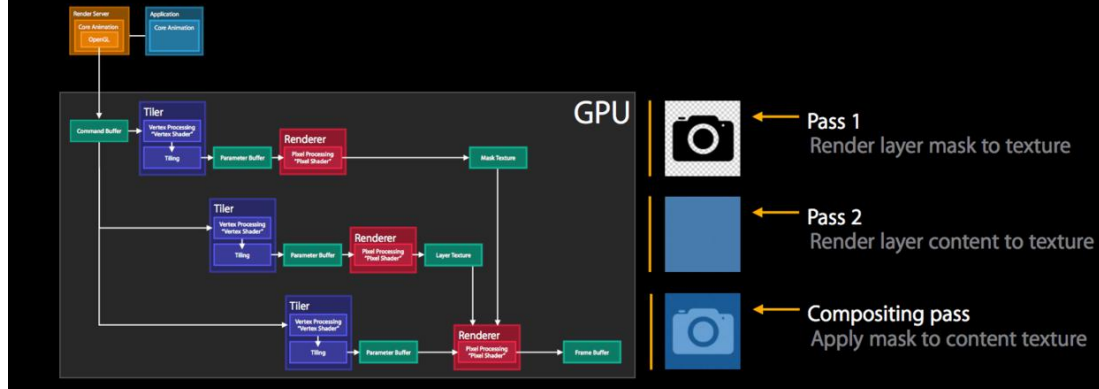 Render Server
Core Animation
OpenGL
Application
Core Animation
GPU
Command Buffer
Tiler
Vertex Processing
"Vertex Shader"
Tiling
Parameter Buffer
Renderer
Pixel Processing
"Pixel Shader"
Mask Texture
Tiler
Vertex Processing
"Vertex Shader"
Tiling
Parameter Buffer
Renderer
Pixel Processing
"Pixel Shader"
Layer Texture
Tiler
Vertex Processing
"Vertex Shader"
Tiling
Parameter Buffer
Renderer
Pixel Processing
"Pixel Shader"
Frame Buffer
Pass 1
Render layer mask to texture
Pass 2
Render layer content to texture
Compositing pass
Apply mask to content texture